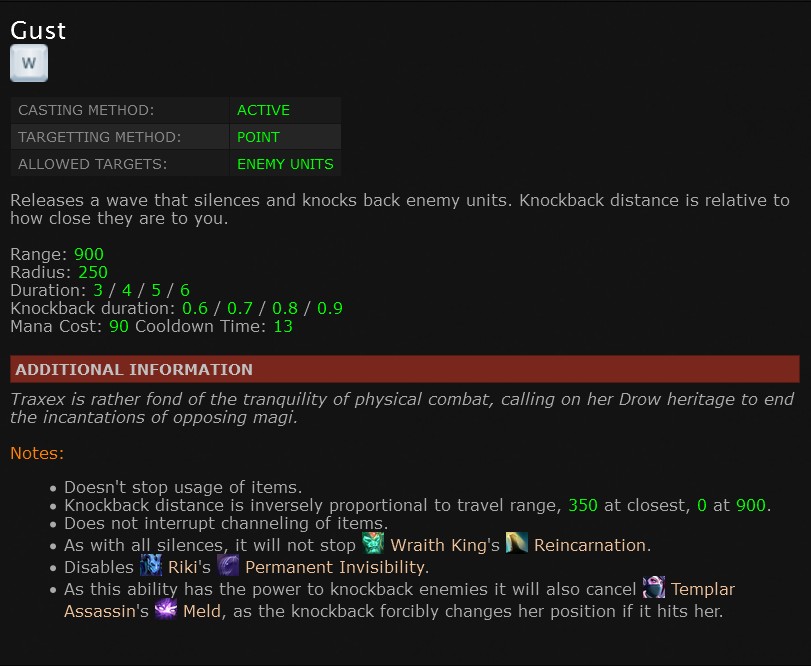 Gust
W
CASTING METHOD: ACTIVE
TARGETTING METHOD: POINT
ALLOWED TARGETS: ENEMY UNITS
Releases a wave that silences and knocks back enemy units. Knockback distance is relative to
how close they are to you.
Range: 900
Radius: 250
Duration: 3 / 4 / 5 / 6
Knockback duration: 0.6 / 0.7 / 0.8 / 0.9
Mana Cost: 90 Cooldown Time: 13
ADDITIONAL INFORMATION
Traxex is rather fond of the tranquility of physical combat, calling on her Drow heritage to end
the incantations of opposing magi.
Notes:
• Doesn't stop usage of items.
• Knockback distance is inversely proportional to travel range, 350 at closest, 0 at 900.
• Does not interrupt channeling of items.
• As with all silences, it will not stop Wraith King's Reincarnation.
• Disables Riki's Permanent Invisibility.
• As this ability has the power to knockback enemies it will also cancel Templar
Assassin's Meld, as the knockback forcibly changes her position if it hits her.